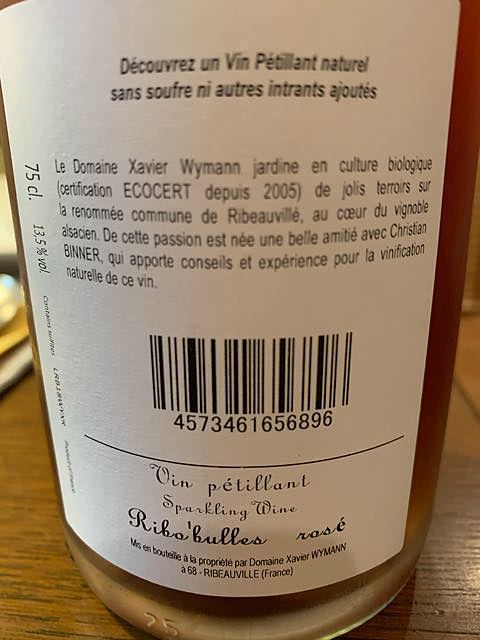 Découvrez un Vin Pétillant naturel
sans soufre ni autres intrants ajoutés
Le Domaine Xavier Wymann jardine en culture biologique
(certification ECOCERT depuis 2005) de jolis terroirs sur
la renommée commune de Ribeauvillé, au cœur du vignoble
alsacien. De cette passion est née une belle amitié avec Christian
BINNER, qui apporte conseils et expérience pour la vinification
naturelle de ce vin.
75 cl. 13,5 % vol. Contains sulfites
4573461656896
Vin pétillant
Sparkling Wine
Ribo'bulles rosé
Mis en bouteille à la propriété par Domaine Xavier WYMANN
à 68 - RIBEAUVILLE (France)
25